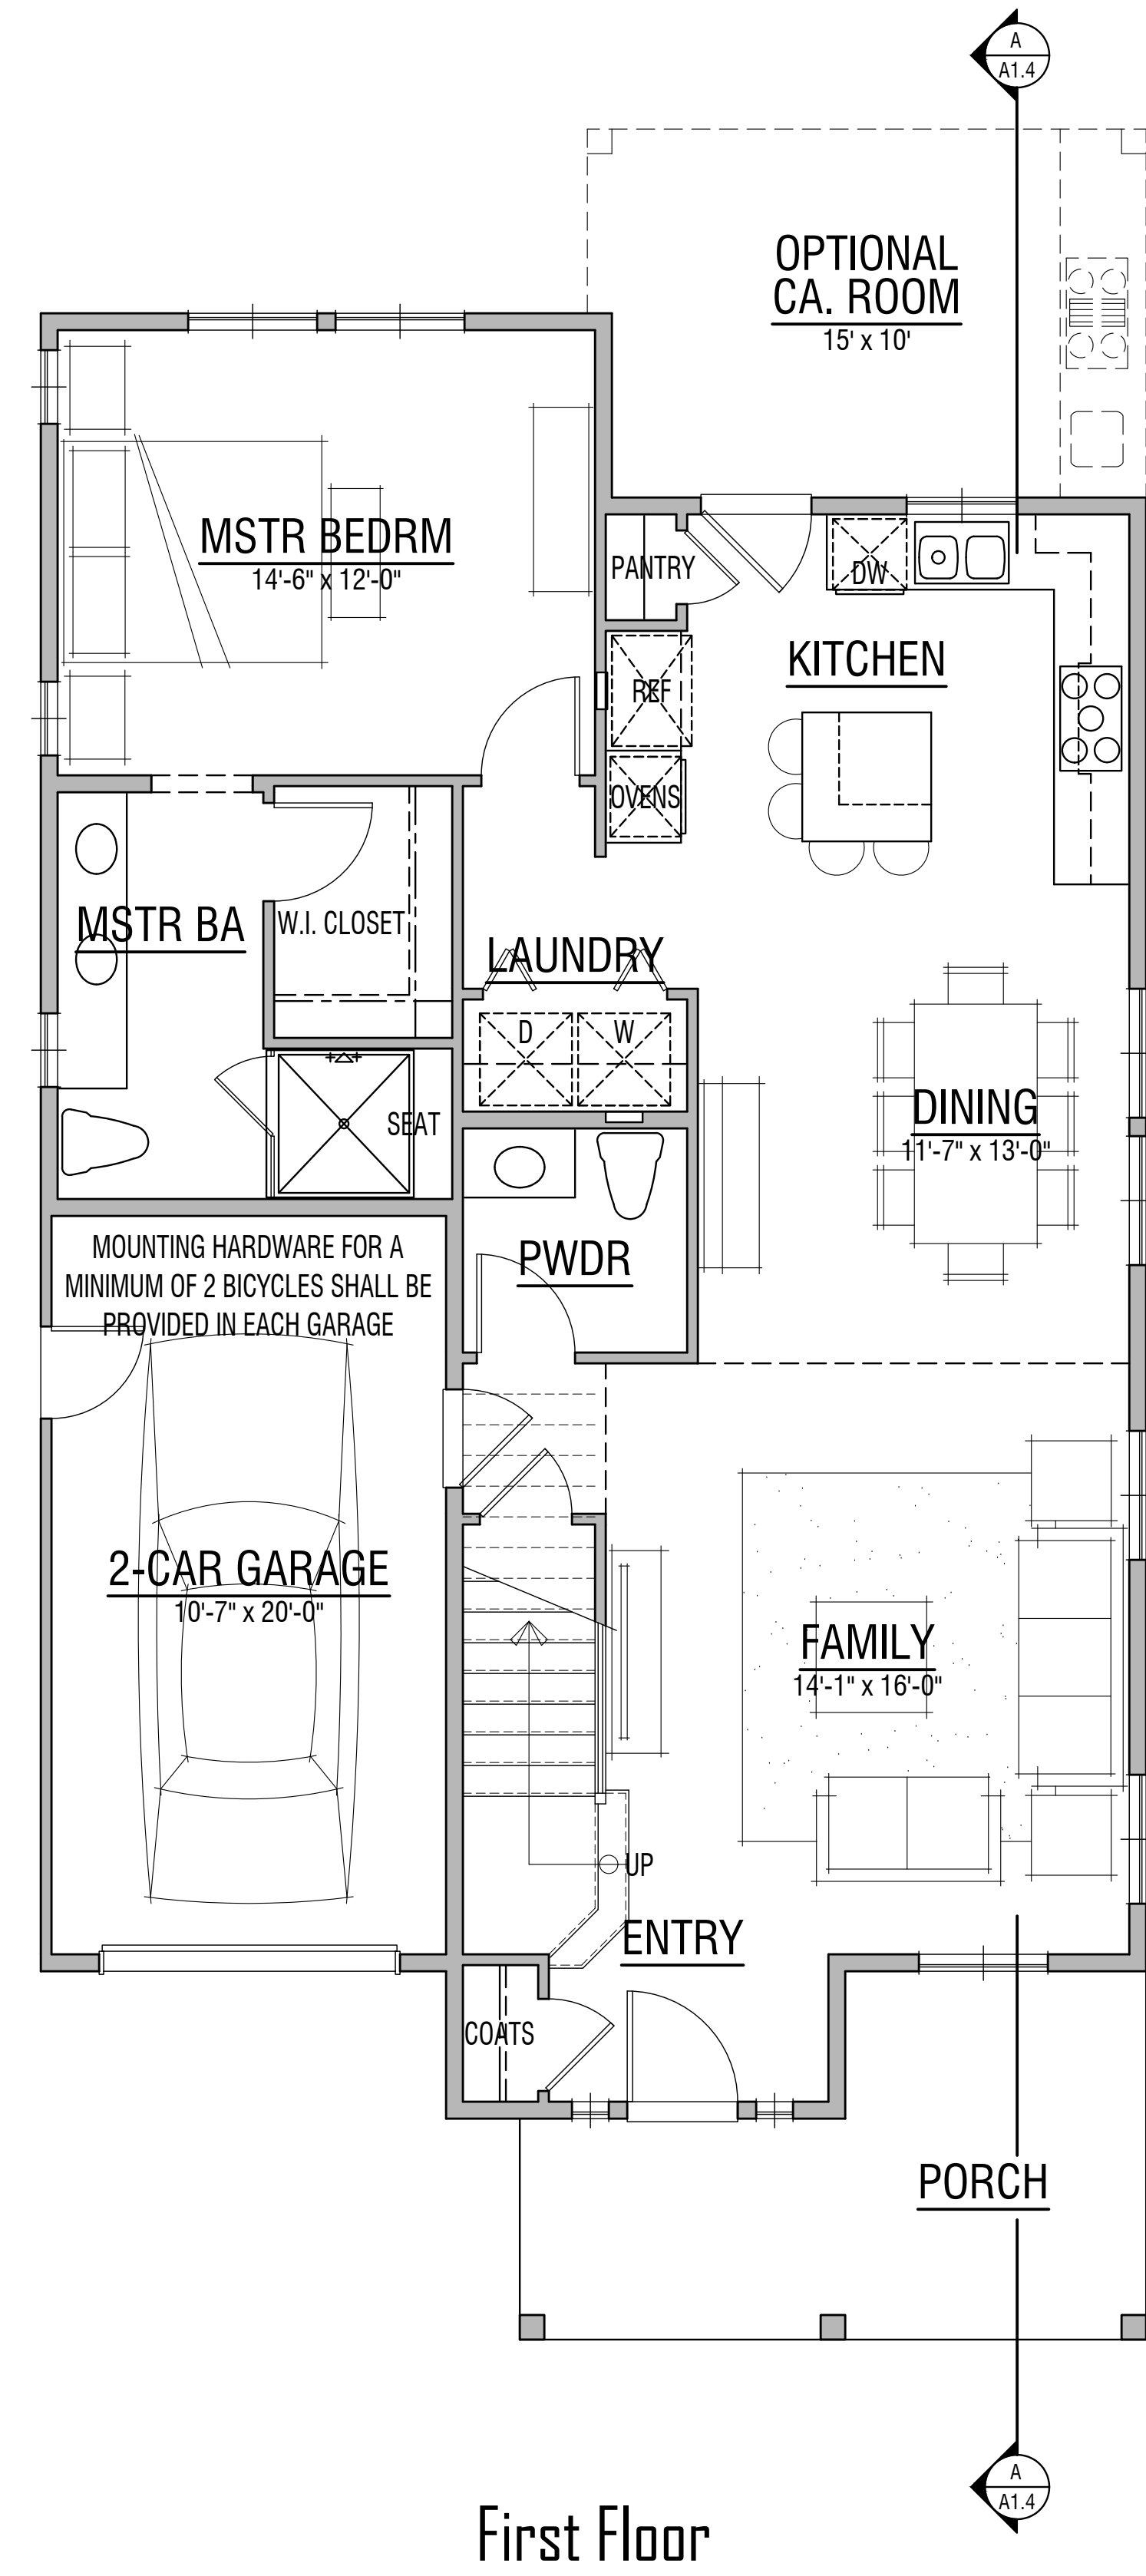 A
A1.4
OPTIONAL
CA. ROOM
15' x 10'
MSTR BEDRM
14'-6" x 12'-0"
PANTRY
DW
KITCHEN
REF
OVENS
MSTR BA
W.I. CLOSET
LAUNDRY
D
W
SEAT
DINING
11'-7" x 13'-0"
MOUNTING HARDWARE FOR A
MINIMUM OF 2 BICYCLES SHALL BE
PROVIDED IN EACH GARAGE
PWDR
2-CAR GARAGE
10'-7" x 20'-0"
FAMILY
14'-1" x 16'-0"
UP
ENTRY
COATS
PORCH
A
A1.4
First Floor